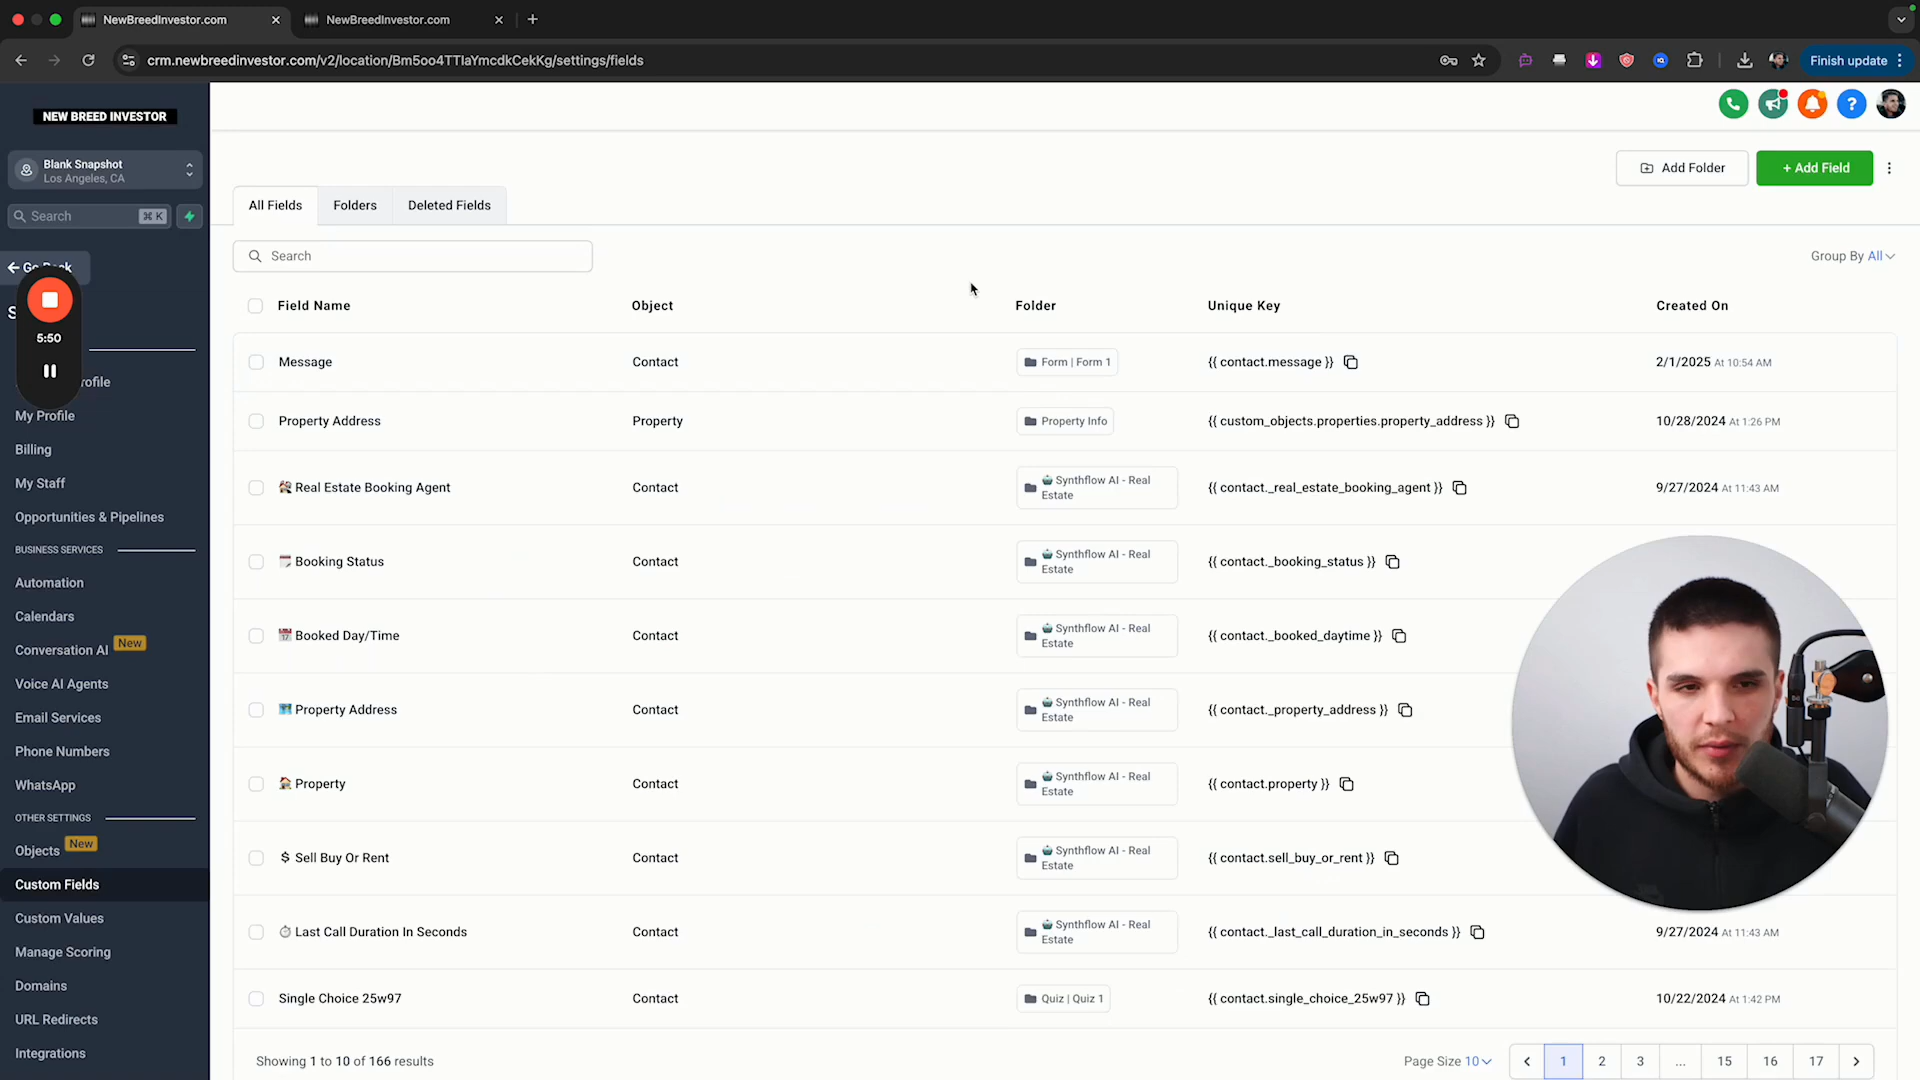 NewBreedInvestor.com
NewBreedInvestor.com
crm.newbreedinvestor.com/v2/location/Bm5oo4TTIaYmcdkCekKg/settings/fields
Finish update
NEW BREED INVESTOR
Blank Snapshot
Los Angeles, CA
Search
⌘ K
Go Back
5:50
My Profile
Billing
My Staff
Opportunities & Pipelines
BUSINESS SERVICES
Automation
Calendars
Conversation AI New
Voice AI Agents
Email Services
Phone Numbers
WhatsApp
OTHER SETTINGS
Objects New
Custom Fields
Custom Values
Manage Scoring
Domains
URL Redirects
Integrations
Add Folder
+ Add Field
All Fields
Folders
Deleted Fields
Search
Group By All
Field Name Object Folder Unique Key Created On
Message Contact Form | Form 1 {{ contact.message }} 2/1/2025 At 10:54 AM
Property Address Property Property Info {{ custom_objects.properties.property_address }} 10/28/2024 At 1:26 PM
Real Estate Booking Agent Contact Synthflow AI - Real Estate {{ contact._real_estate_booking_agent }} 9/27/2024 At 11:43 AM
Booking Status Contact Synthflow AI - Real Estate {{ contact._booking_status }}
Booked Day/Time Contact Synthflow AI - Real Estate {{ contact._booked_daytime }}
Property Address Contact Synthflow AI - Real Estate {{ contact._property_address }}
Property Contact Synthflow AI - Real Estate {{ contact.property }}
$ Sell Buy Or Rent Contact Synthflow AI - Real Estate {{ contact.sell_buy_or_rent }}
Last Call Duration In Seconds Contact Synthflow AI - Real Estate {{ contact._last_call_duration_in_seconds }} 9/27/2024 At 11:43 AM
Single Choice 25w97 Contact Quiz | Quiz 1 {{ contact.single_choice_25w97 }} 10/22/2024 At 1:42 PM
Showing 1 to 10 of 166 results
Page Size 10
1 2 3 ... 15 16 17